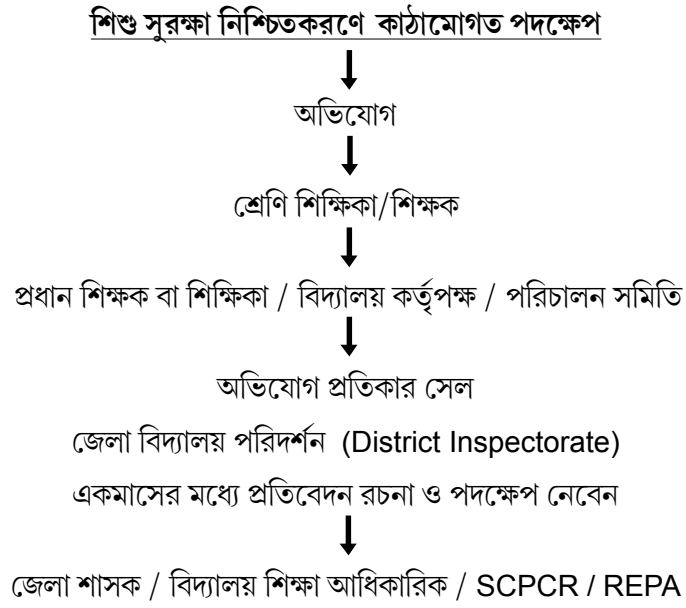 শিশু সুরক্ষা নিশ্চিতকরণে কাঠামোগত পদক্ষেপ
অভিযোগ
শ্রেণি শিক্ষিকা/শিক্ষক
প্রধান শিক্ষক বা শিক্ষিকা / বিদ্যালয় কর্তৃপক্ষ / পরিচালন সমিতি
অভিযোগ প্রতিকার সেল
জেলা বিদ্যালয় পরিদর্শন (District Inspectorate)
একমাসের মধ্যে প্রতিবেদন রচনা ও পদক্ষেপ নেবেন
জেলা শাসক / বিদ্যালয় শিক্ষা আধিকারিক / SCPCR / REPA